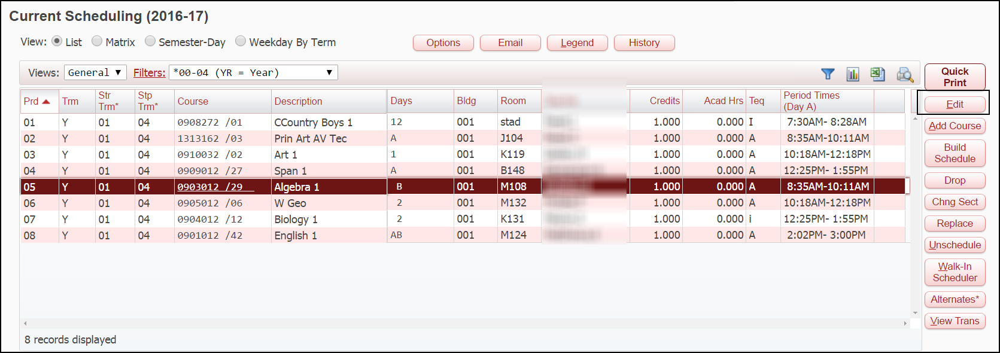 Current Scheduling (2016-17)
View: List Matrix Semester-Day Weekday By Term Options Email Legend History
Views: General ▼ Filters: *00-04 (YR = Year) ▼ Quick Print
Prd Trm Str Trm* Stp Trm* Course Description Days Bldg Room Credits Acad Hrs Teq Period Times (Day A) Edit
01 Y 01 04 0908272 /01 CCountry Boys 1 12 001 stad 1.000 0.000 I 7:30AM- 8:28AM Add Course
02 Y 01 04 1313162 /03 Prin Art AV Tec A 001 J104 1.000 0.000 A 8:35AM-10:11AM
03 Y 01 04 0910032 /02 Art 1 1 001 K119 1.000 0.000 A 10:18AM-12:18PM Build Schedule
04 Y 01 04 0909012 /27 Span 1 A 001 B148 1.000 0.000 A 12:25PM- 1:55PM
05 Y 01 04 0903012 /29 Algebra 1 B 001 M108 1.000 0.000 A 8:35AM-10:11AM Drop
06 Y 01 04 0905012 /06 W Geo 2 001 M132 1.000 0.000 A 10:18AM-12:18PM Chng Sect
07 Y 01 04 0904012 /12 Biology 1 2 001 K131 1.000 0.000 i 12:25PM- 1:55PM Replace
08 Y 01 04 0901012 /42 English 1 AB 001 M124 1.000 0.000 A 2:02PM- 3:00PM
Unschedule
Walk-In Scheduler
Alternates*
View Trans
8 records displayed